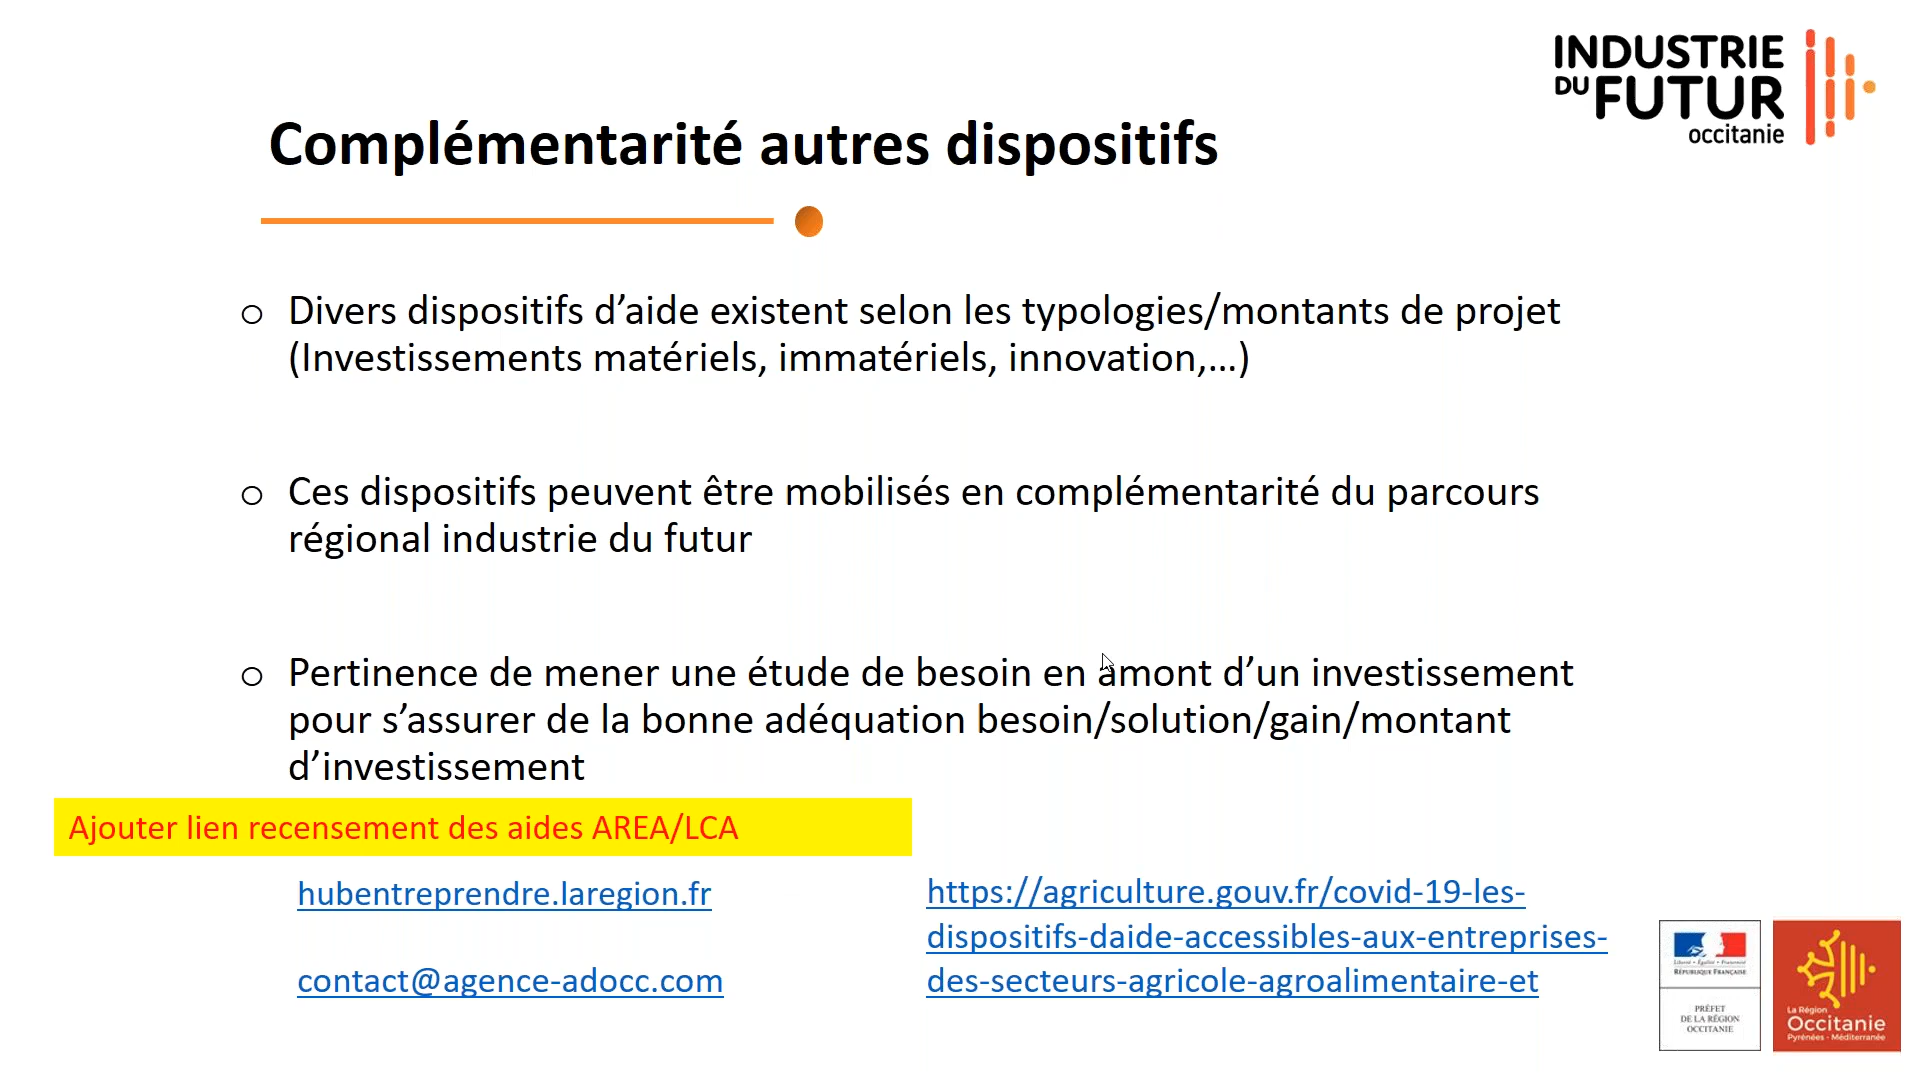 INDUSTRIE
DU FUTUR
occitanie
Complémentarité autres dispositifs
o Divers dispositifs d’aide existent selon les typologies/montants de projet
(Investissements matériels, immatériels, innovation,...)
o Ces dispositifs peuvent être mobilisés en complémentarité du parcours
régional industrie du futur
o Pertinence de mener une étude de besoin en amont d’un investissement
pour s’assurer de la bonne adéquation besoin/solution/gain/montant
d’investissement
Ajouter lien recensement des aides AREA/LCA
hubentreprendre.laregion.fr
contact@agence-adocc.com
https://agriculture.gouv.fr/covid-19-les-
dispositifs-daide-accessibles-aux-entreprises-
des-secteurs-agricole-agroalimentaire-et
Liberté • Égalité • Fraternité
RÉPUBLIQUE FRANÇAISE
PRÉFET
DE LA RÉGION
OCCITANIE
La Région
Occitanie
Pyrénées - Méditerranée